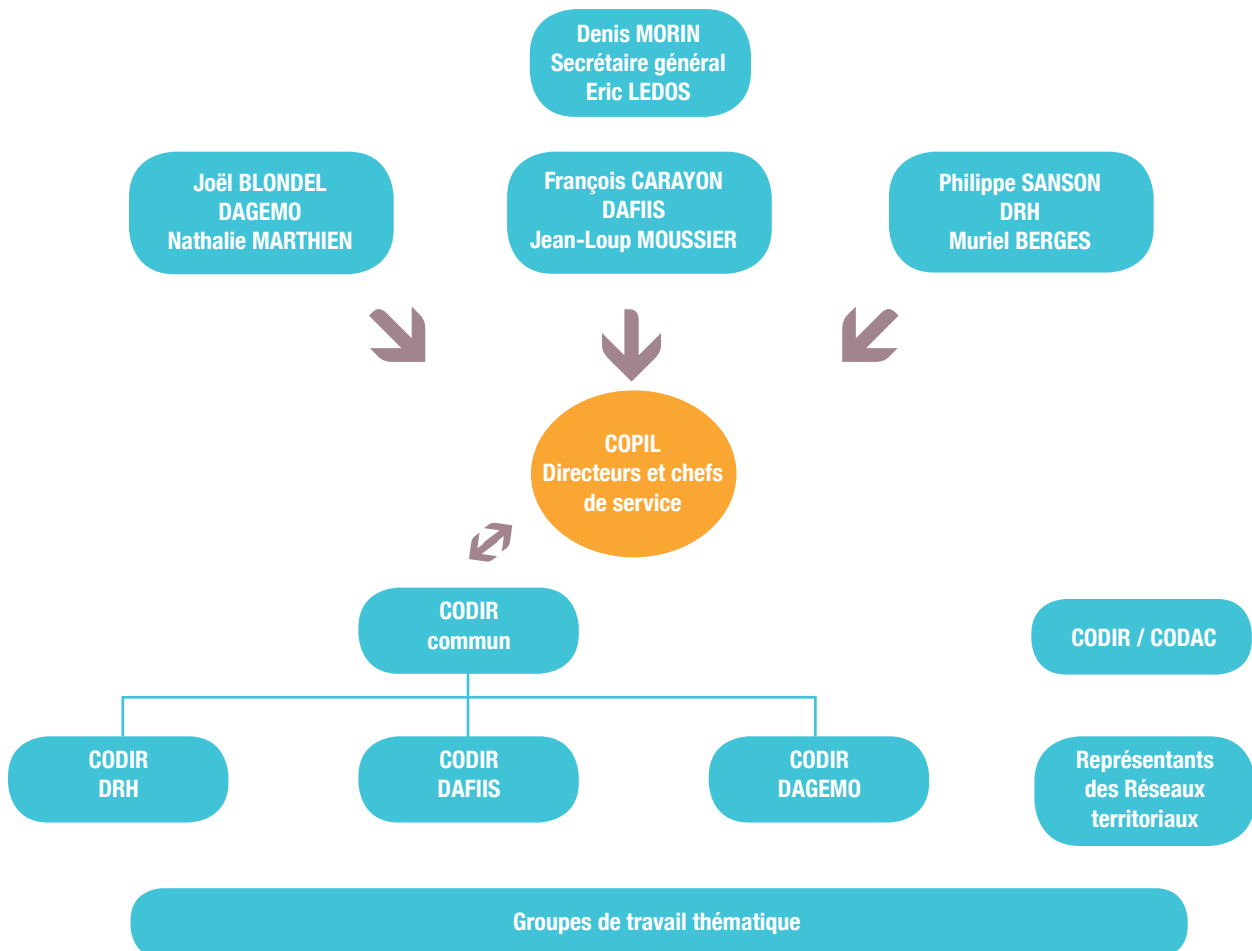 Denis MORIN
Secrétaire général
Eric LEDOS
Joël BLONDEL
DAGEMO
Nathalie MARTHIEN
François CARAYON
DAFIIS
Jean-Loup MOUSSIER
Philippe SANSON
DRH
Muriel BERGES
COPIL
Directeurs et chefs
de service
CODIR
commun
CODIR / CODAC
CODIR
DRH
CODIR
DAFIIS
CODIR
DAGEMO
Représentants
des Réseaux
territoriaux
Groupes de travail thématique